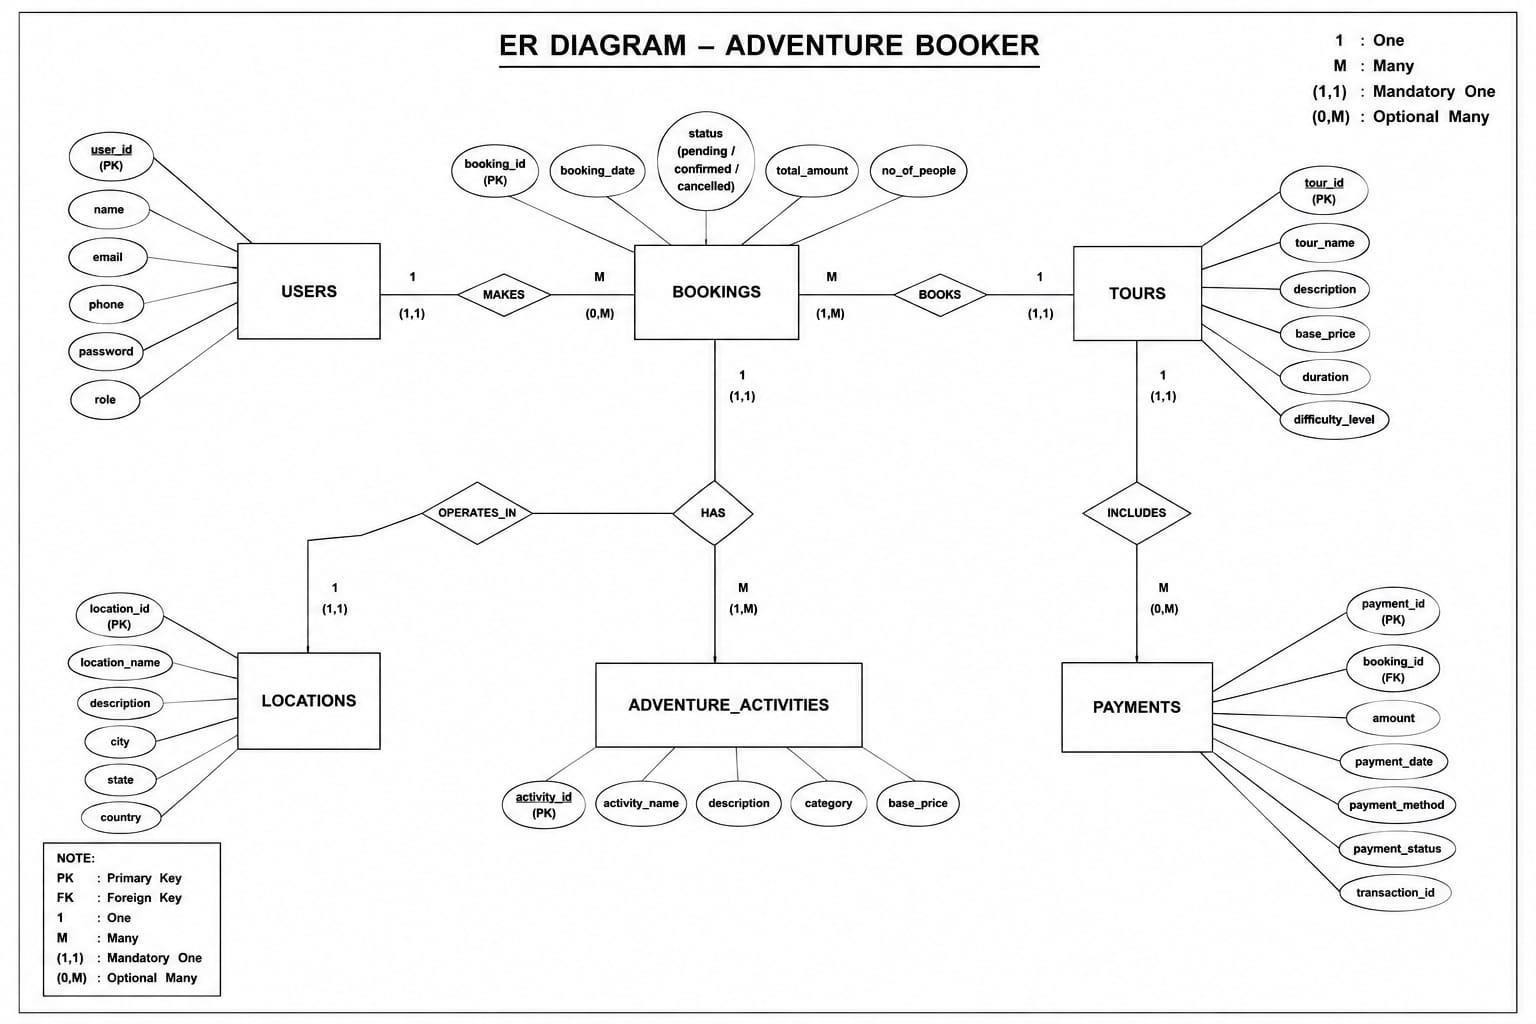 ER DIAGRAM – ADVENTURE BOOKER
1 : One
M : Many
(1,1) : Mandatory One
(0,M) : Optional Many
user_id
(PK)
name
email
phone
password
role
USERS
1
(1,1)
MAKES
M
(0,M)
booking_id
(PK)
booking_date
status
(pending /
confirmed /
cancelled)
total_amount
no_of_people
BOOKINGS
M
(1,M)
BOOKS
1
(1,1)
TOURS
tour_id
(PK)
tour_name
description
base_price
duration
difficulty_level
1
(1,1)
1
(1,1)
OPERATES_IN
HAS
INCLUDES
1
(1,1)
M
(1,M)
M
(0,M)
location_id
(PK)
location_name
description
city
state
country
LOCATIONS
ADVENTURE_ACTIVITIES
activity_id
(PK)
activity_name
description
category
base_price
PAYMENTS
payment_id
(PK)
booking_id
(FK)
amount
payment_date
payment_method
payment_status
transaction_id
NOTE:
PK : Primary Key
FK : Foreign Key
1 : One
M : Many
(1,1) : Mandatory One
(0,M) : Optional Many